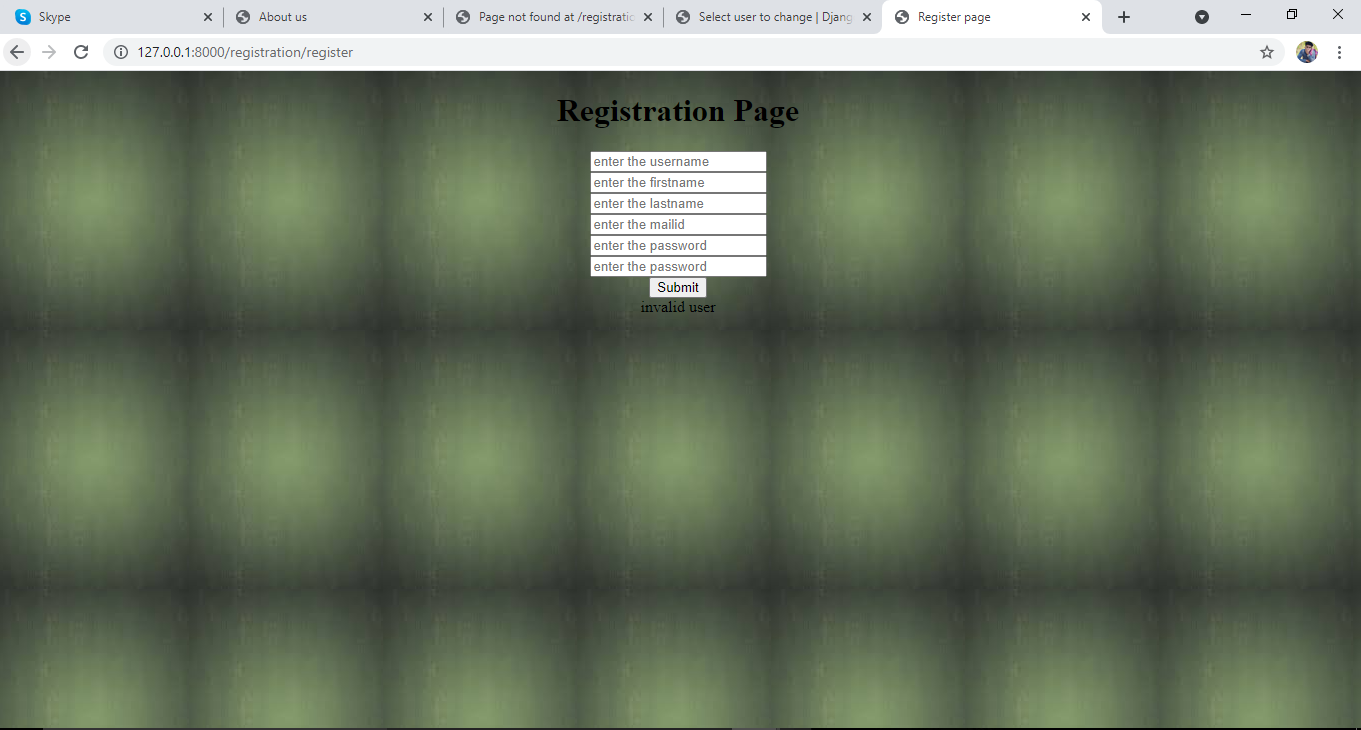 Skype
About us
Page not found at /registratio
Select user to change | Djang
Register page
127.0.0.1:8000/registration/register
Registration Page
enter the username
enter the firstname
enter the lastname
enter the mailid
enter the password
enter the password
Submit
invalid user